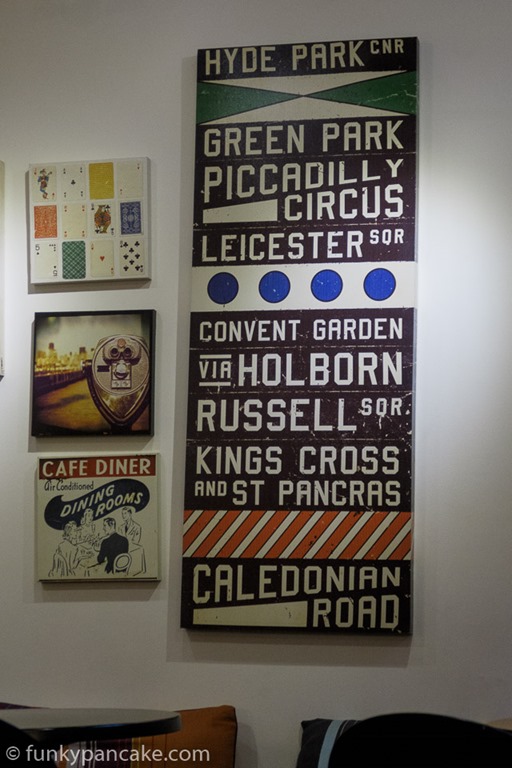 HYDE PARK CNR
GREEN PARK
PICCADILLY
CIRCUS
LEICESTER SQR
CONVENT GARDEN
VIA HOLBORN
RUSSELL SQR
KINGS CROSS
AND ST PANCRAS
CALEDONIAN
ROAD
CAFE DINER
Air Conditioned
DINING ROOMS
© funkypancake.com